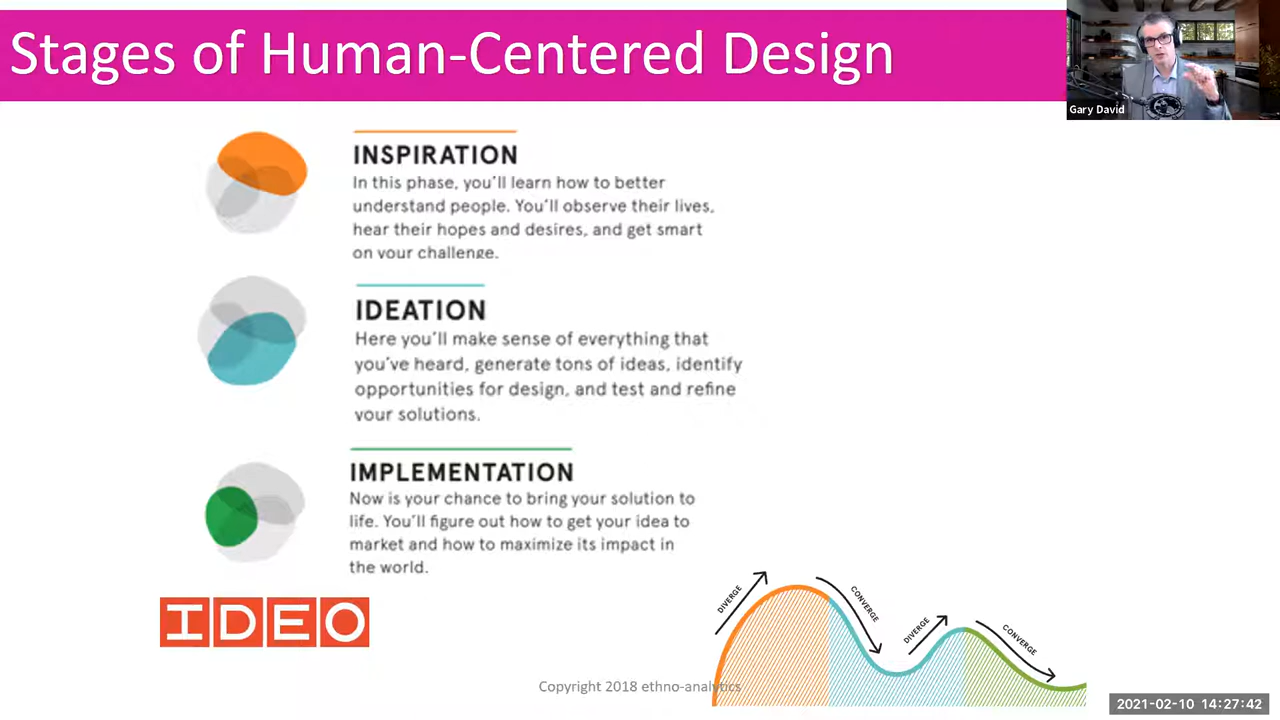 Stages of Human-Centered Design
Gary David
INSPIRATION
In this phase, you'll learn how to better
understand people. You'll observe their lives,
hear their hopes and desires, and get smart
on your challenge.
IDEATION
Here you'll make sense of everything that
you've heard, generate tons of ideas, identify
opportunities for design, and test and refine
your solutions.
IMPLEMENTATION
Now is your chance to bring your solution to
life. You'll figure out how to get your idea to
market and how to maximize its impact in
the world.
IDEO
DIVERGE
CONVERGE
DIVERGE
CONVERGE
Copyright 2018 ethno-analytics
2021-02-10 14:27:42